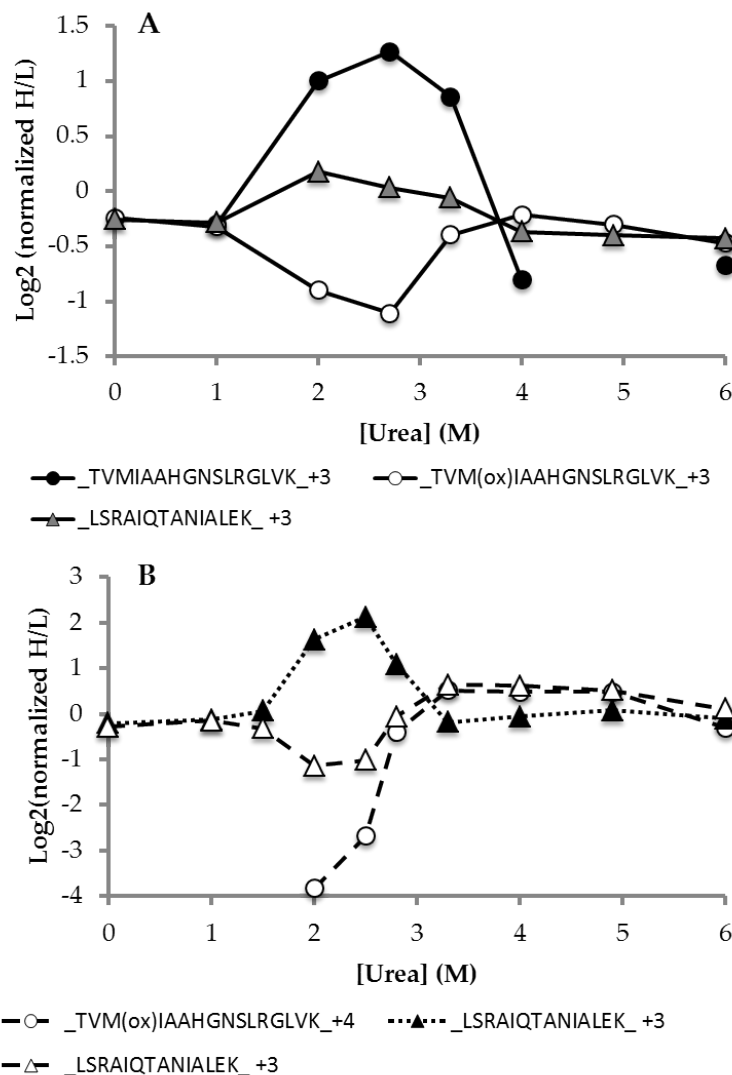 A
1.5
1
0.5
0
-0.5
-1
-1.5
Log2 (normalized H/L)
0 1 2 3 4 5 6
[Urea] (M)
_TVMIAAHGNSLRGLVK_+3 _TVM(ox)IAAHGNSLRGLVK_+3
_LSRAIQTANIALEK_ +3
B
3
2
1
0
-1
-2
-3
-4
Log2(normalized H/L)
0 1 2 3 4 5 6
[Urea] (M)
_TVM(ox)IAAHGNSLRGLVK_+4 _LSRAIQTANIALEK_ +3
_LSRAIQTANIALEK_ +3